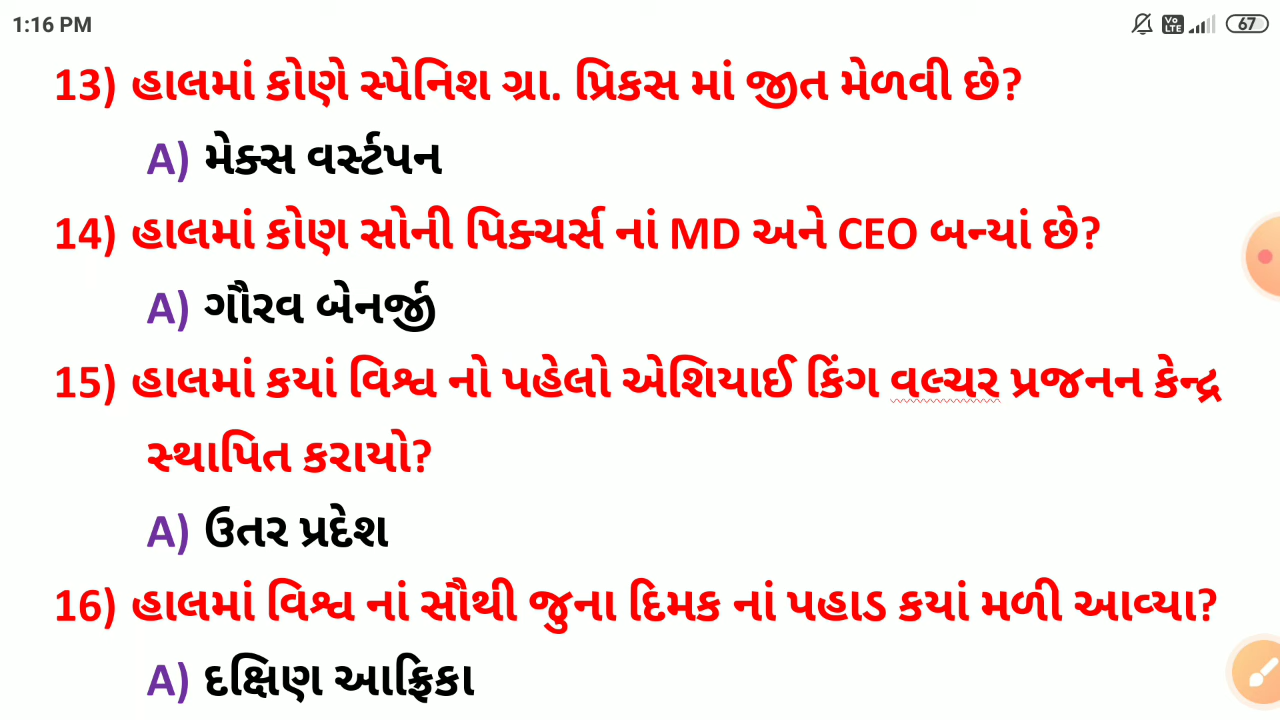 1:16 PM
Vo LTE 67
13) હાલમાં કોણે સ્પેનિશ ગ્રા. પ્રિકસ માં જીત મેળવી છે?
A) મેક્સ વર્સ્ટપન
14) હાલમાં કોણ સોની પિક્ચર્સ નાં MD અને CEO બન્યાં છે?
A) ગૌરવ બેનર્જી
15) હાલમાં કયાં વિશ્વ નો પહેલો એશિયાઈ કિંગ વલ્ચર પ્રજનન કેન્દ્ર
સ્થાપિત કરાયો?
A) ઉતર પ્રદેશ
16) હાલમાં વિશ્વ નાં સૌથી જુના દિમક નાં પહાડ કયાં મળી આવ્યા?
A) દક્ષિણ આફ્રિકા